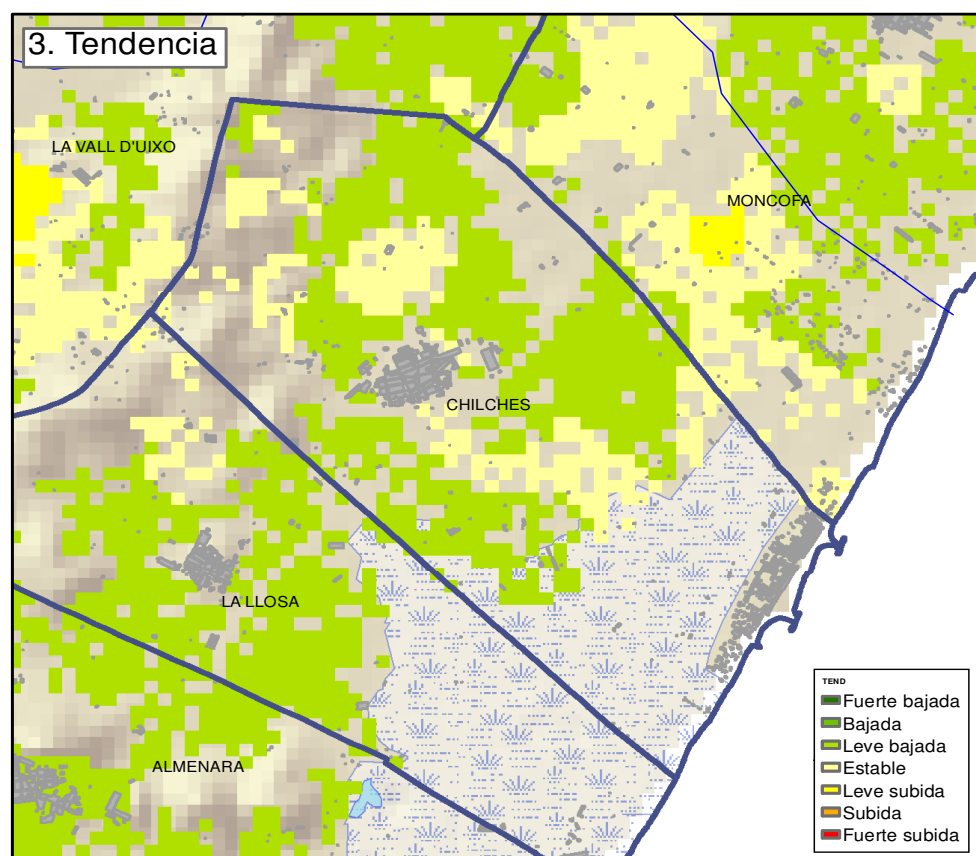 3. Tendencia
LA VALL D'UIXO
MONCOFA
CHILCHES
LA LLOSA
ALMENARA
TEND
Fuerte bajada
Bajada
Leve bajada
Estable
Leve subida
Subida
Fuerte subida